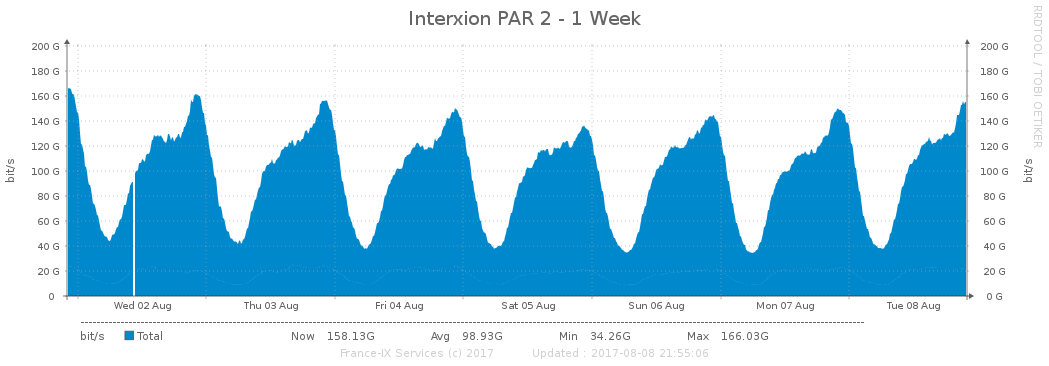 Interxion PAR 2 - 1 Week
RRDTOOL / TOBI OETIKER
bit/s
200 G
180 G
160 G
140 G
120 G
100 G
80 G
60 G
40 G
20 G
0
200 G
180 G
160 G
140 G
120 G
100 G
80 G
60 G
40 G
20 G
0 G
bit/s
Wed 02 Aug Thu 03 Aug Fri 04 Aug Sat 05 Aug Sun 06 Aug Mon 07 Aug Tue 08 Aug
bit/s Total Now 158.13G Avg 98.93G Min 34.26G Max 166.03G
France-IX Services (c) 2017 Updated : 2017-08-08 21:55:06